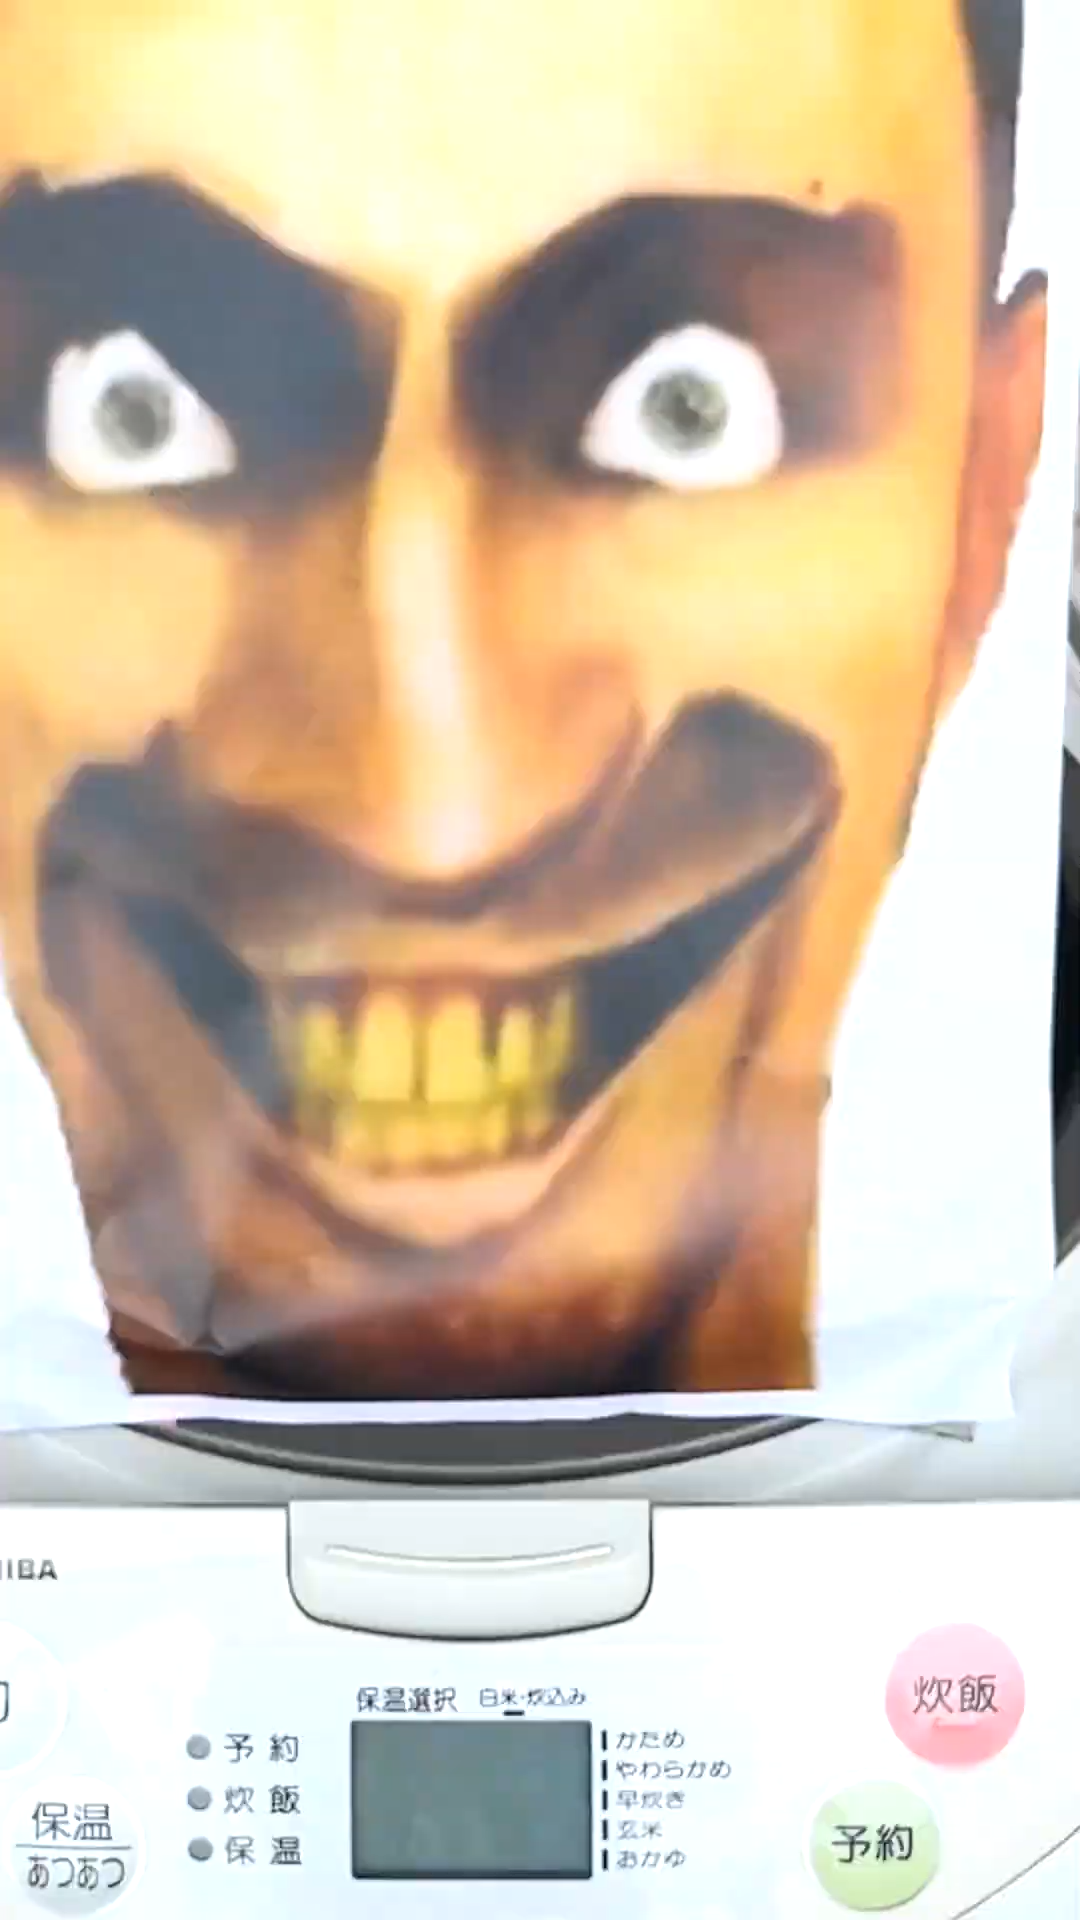 HIBA
保温選択 白米・炊込み
予約
炊飯
保温
かため
やわらかめ
早炊き
玄米
おかゆ
炊飯
予約
保温
あつあつ